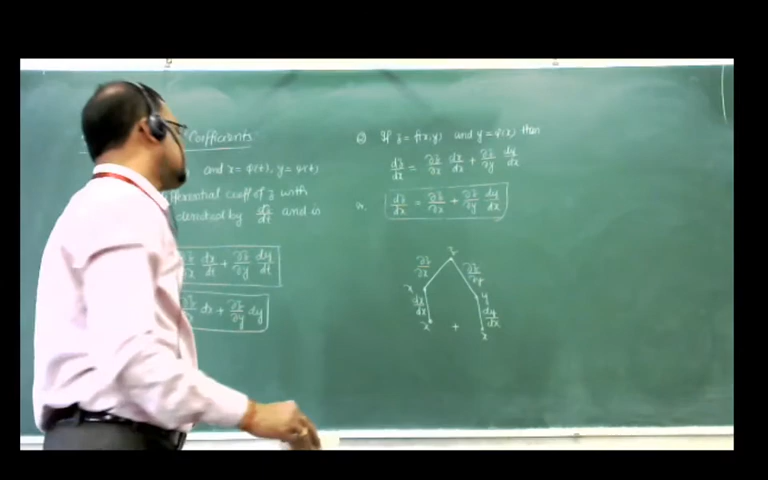 Coefficients
and x = φ(t), y = ψ(t)
differential coeff of z with
denoted by dz/dt and is
∂z/∂x dx/dt + ∂z/∂y dy/dt
dx + ∂z/∂y dy
If z = f(x,y) and y = φ(x) then
dz/dx = ∂z/∂x dx/dx + ∂z/∂y dy/dx
or
dz/dx = ∂z/∂x + ∂z/∂y dy/dx
z
∂z/∂x ∂z/∂y
x y
dx/dx dy/dx
x + x